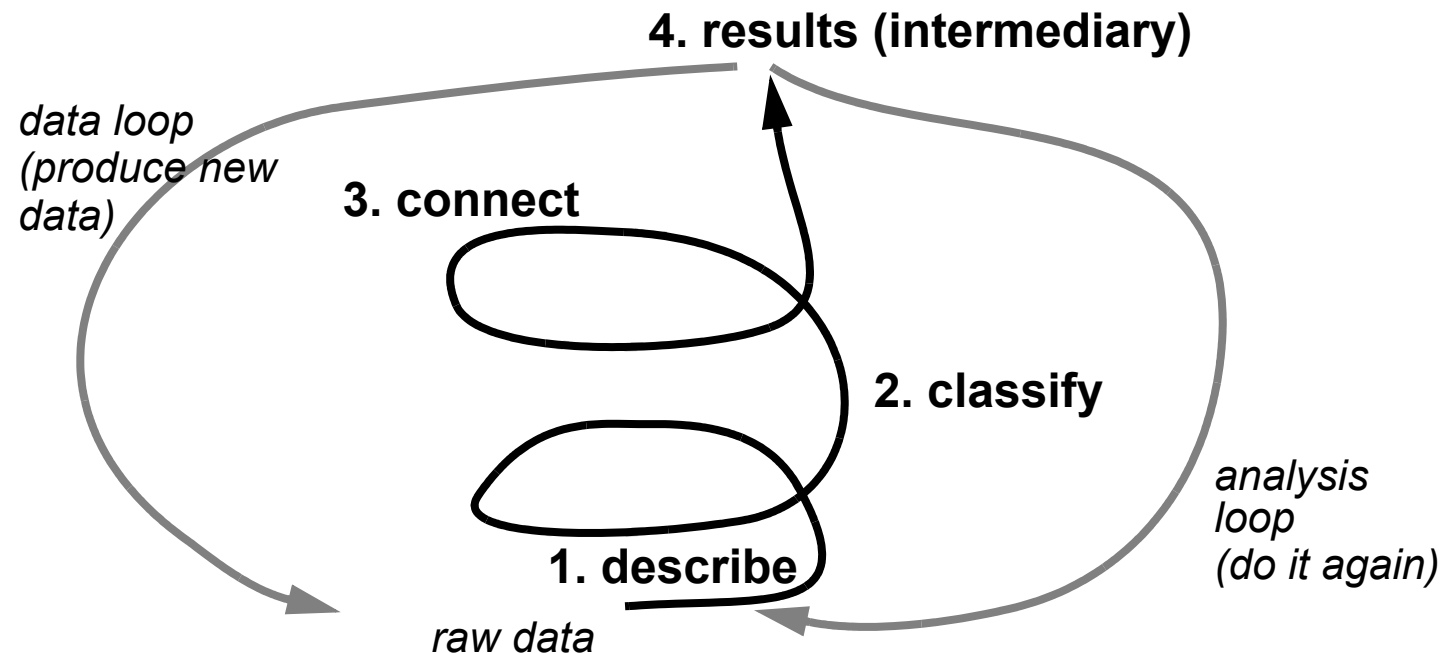 4. results (intermediary)
data loop
(produce new
data)
3. connect
2. classify
analysis
loop
(do it again)
1. describe
raw data